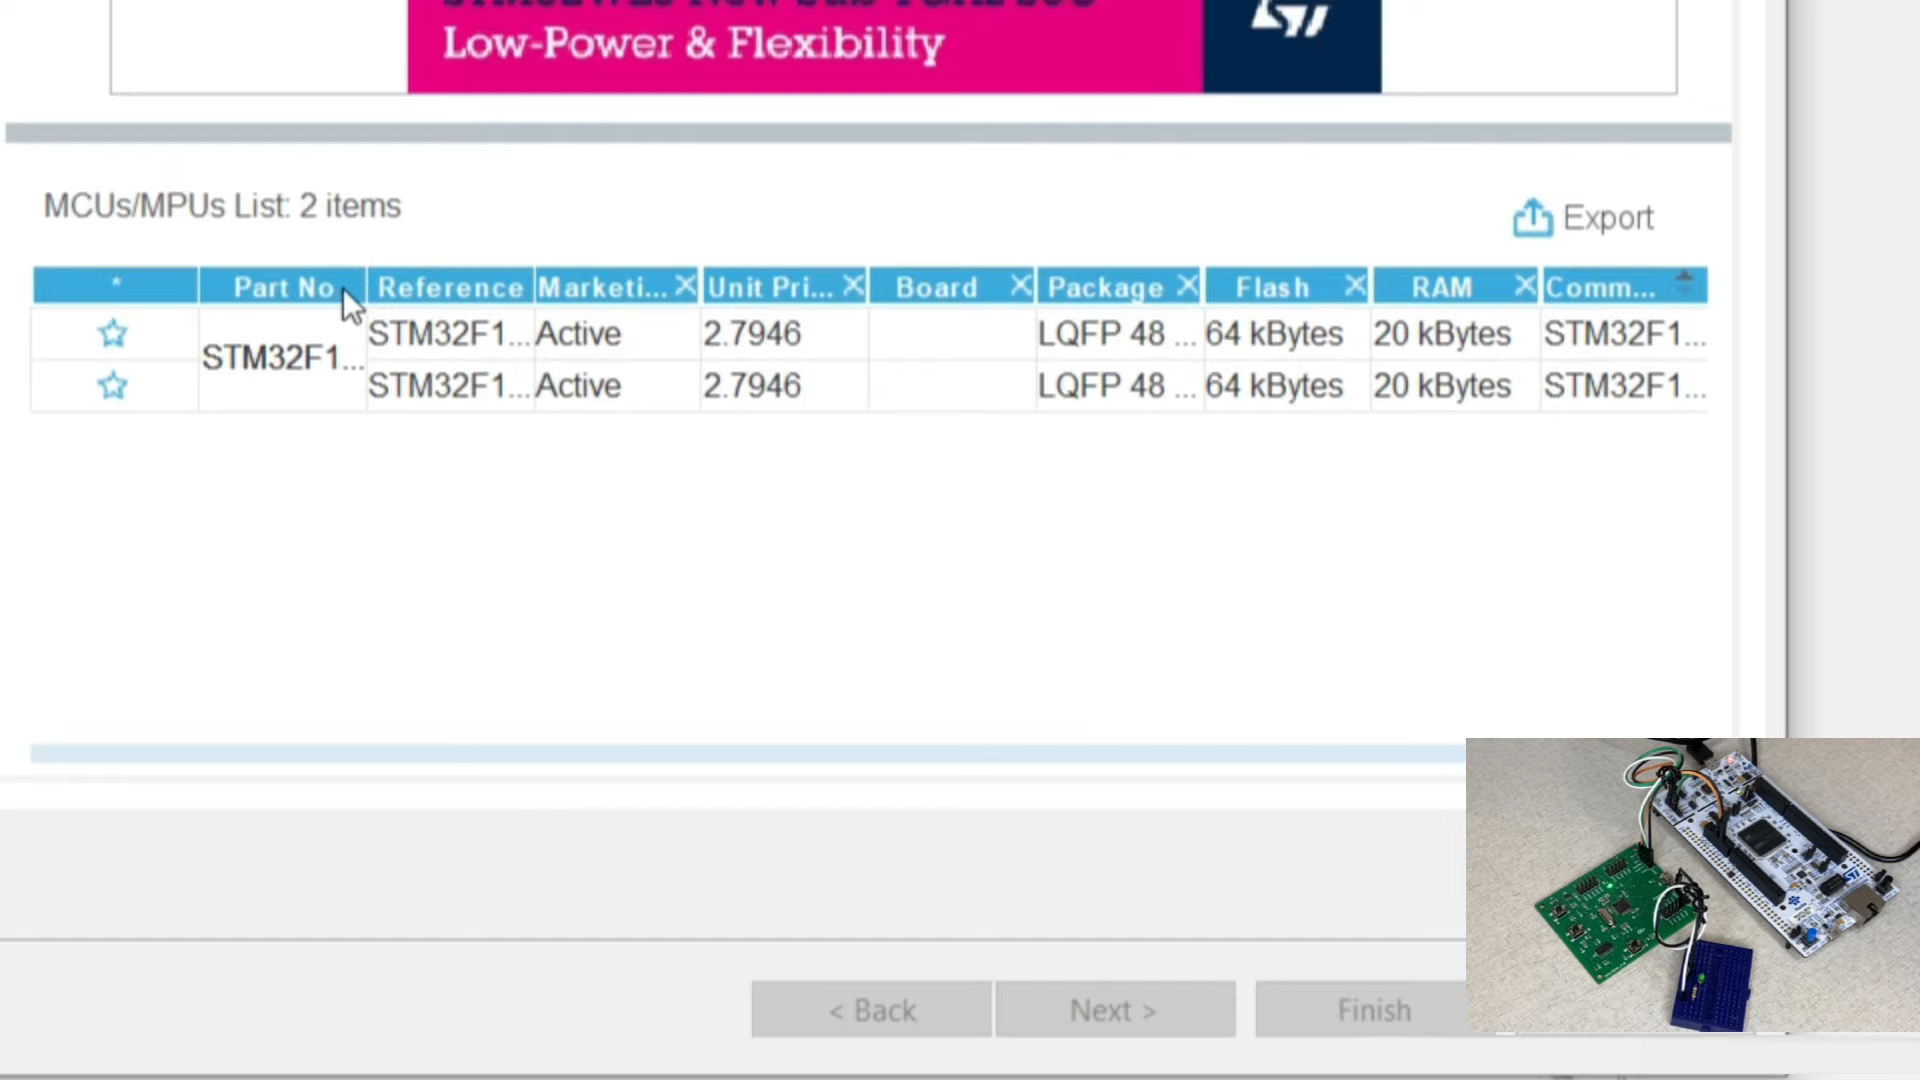 Low-Power & Flexibility
MCUs/MPUs List: 2 items
Export
* Part No Reference Marketi... Unit Pri... Board Package Flash RAM Comm...
STM32F1... STM32F1... Active 2.7946 LQFP 48 ... 64 kBytes 20 kBytes STM32F1...
STM32F1... Active 2.7946 LQFP 48 ... 64 kBytes 20 kBytes STM32F1...
< Back Next > Finish